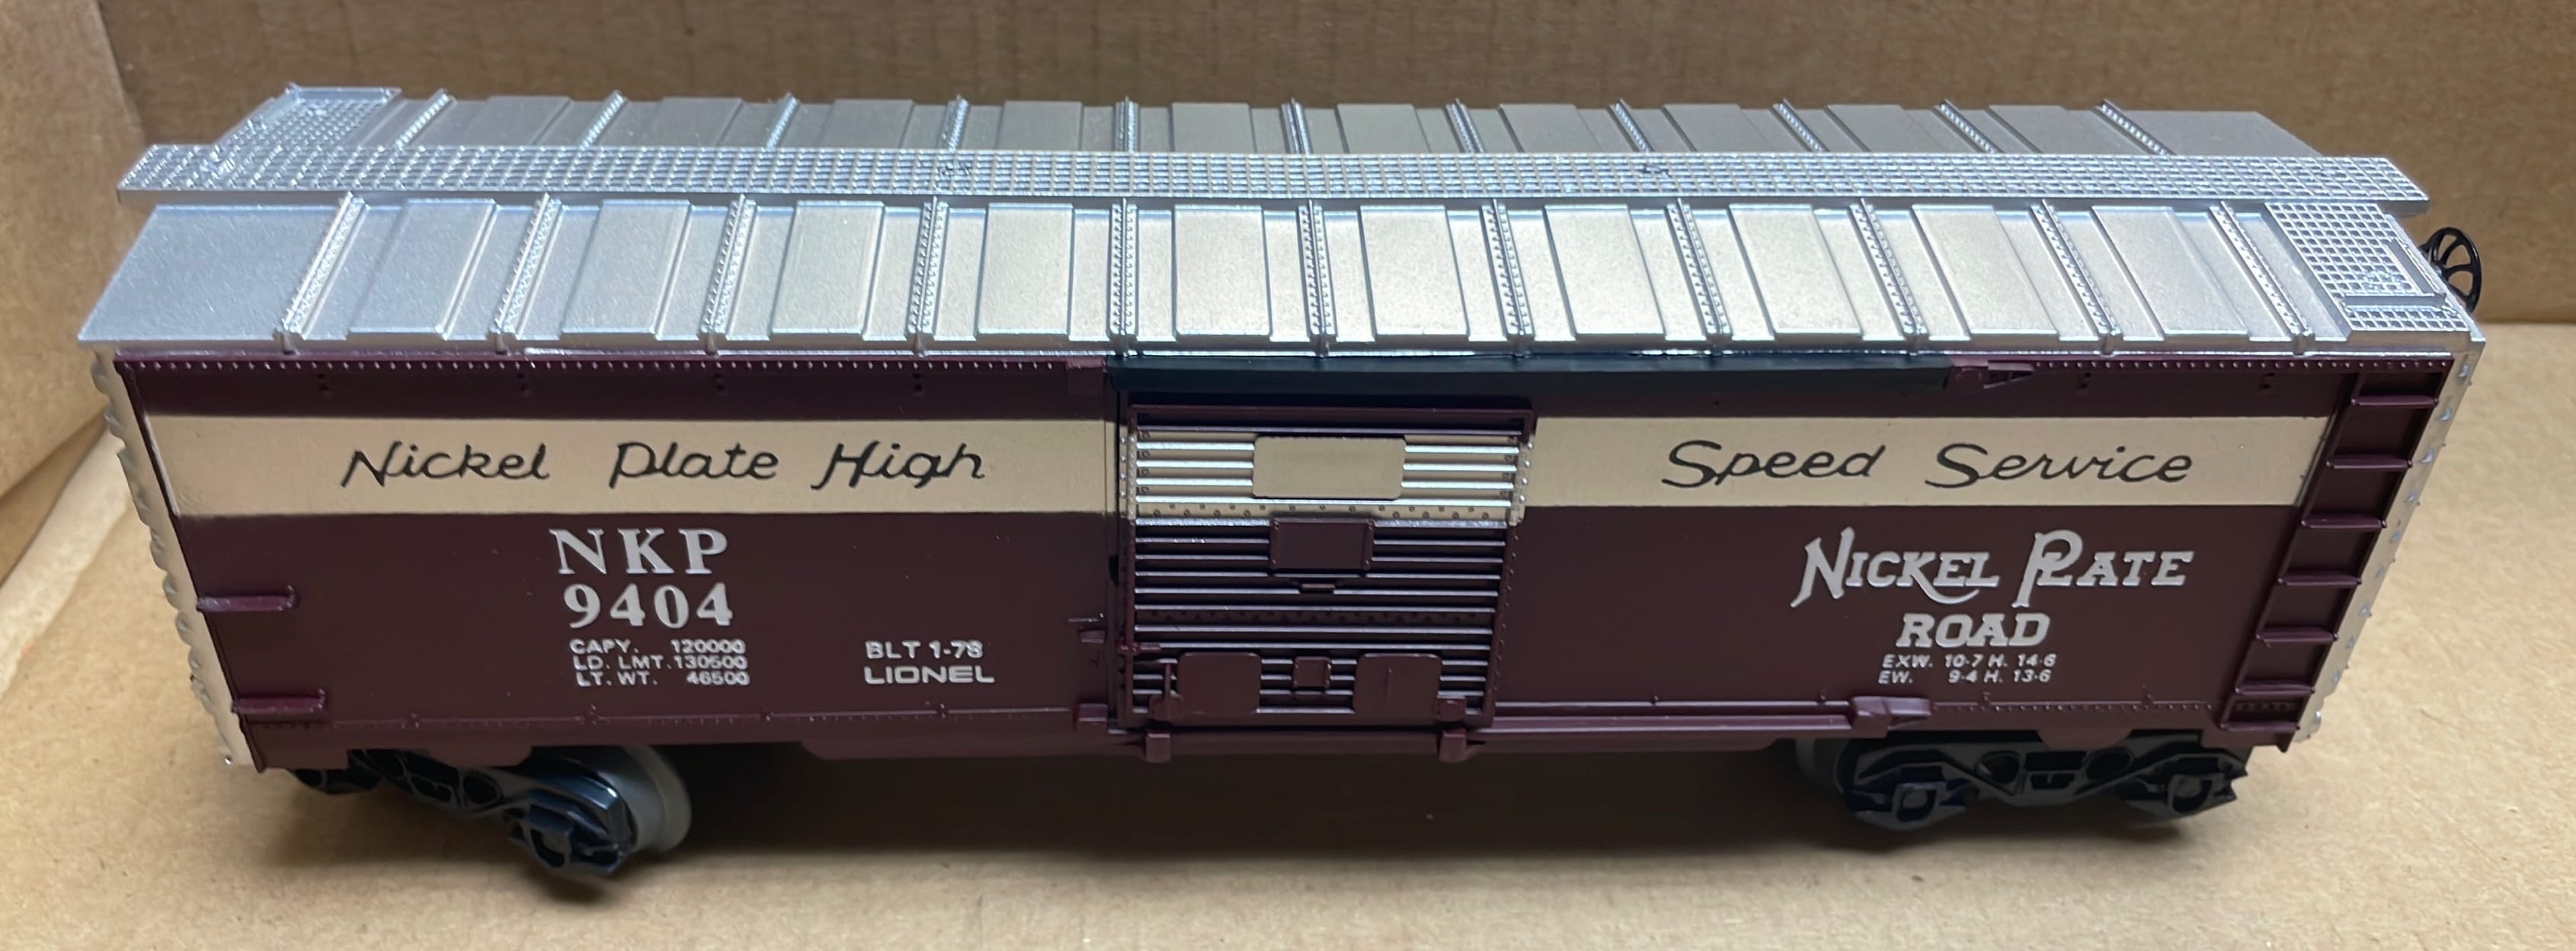 Nickel Plate High Speed Service
NKP
9404
CAPY. 120000
LD. LMT. 130500
LT. WT. 46500
BLT 1-78
LIONEL
NICKEL PLATE
ROAD
EXW. 10-7 H. 14-6
EW. 9-4 H. 13-6